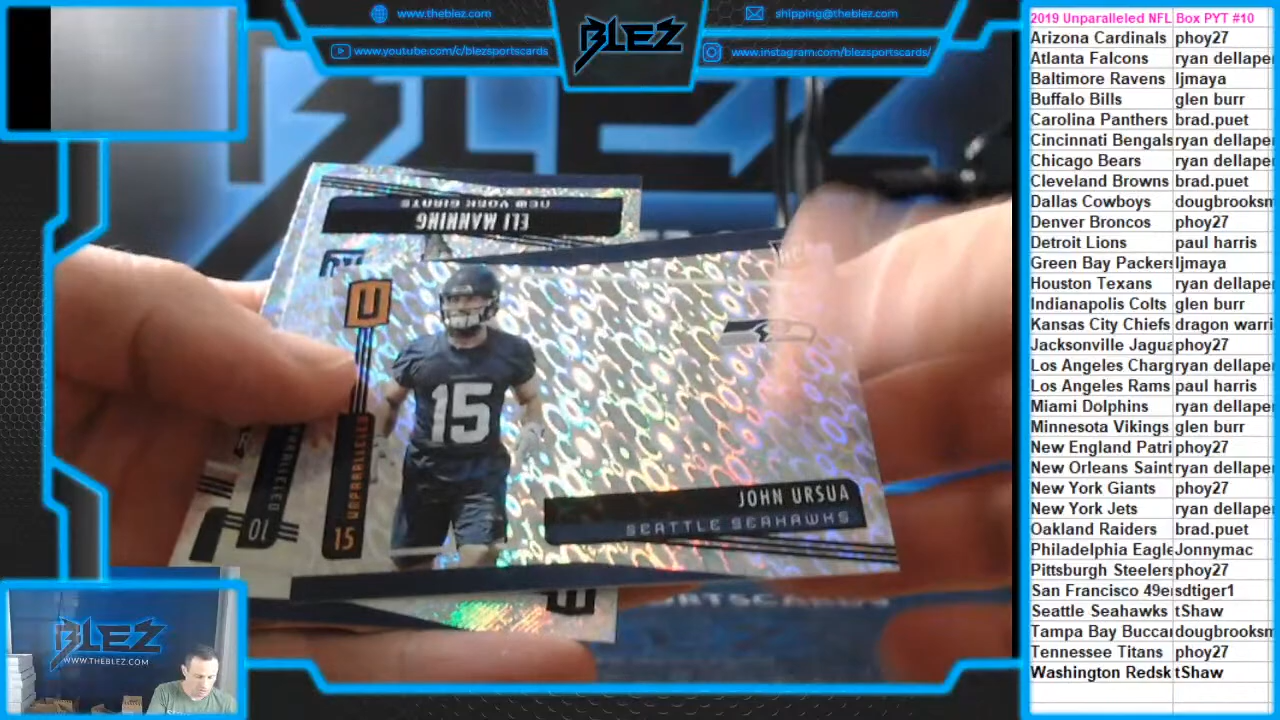 www.theblez.com
www.youtube.com/c/blezsportscards
BLEZ
shipping@theblez.com
www.instagram.com/blezsportscards/
ELI MANNING
NEW YORK GIANTS
U
15 UNPARALLELED
15
JOHN URSUA
SEATTLE SEAHAWKS
10
BLEZ
WWW.THEBLEZ.COM
2019 Unparalleled NFL Box PYT #10
Arizona Cardinals phoy27
Atlanta Falcons ryan dellape
Baltimore Ravens ljmaya
Buffalo Bills glen burr
Carolina Panthers brad.puet
Cincinnati Bengals ryan dellape
Chicago Bears ryan dellape
Cleveland Browns brad.puet
Dallas Cowboys dougbrooksm
Denver Broncos phoy27
Detroit Lions paul harris
Green Bay Packers ljmaya
Houston Texans ryan dellape
Indianapolis Colts glen burr
Kansas City Chiefs dragon warri
Jacksonville Jagua phoy27
Los Angeles Charg ryan dellape
Los Angeles Rams paul harris
Miami Dolphins ryan dellape
Minnesota Vikings glen burr
New England Patri phoy27
New Orleans Saint ryan dellape
New York Giants phoy27
New York Jets ryan dellape
Oakland Raiders brad.puet
Philadelphia Eagle Jonnymac
Pittsburgh Steelers phoy27
San Francisco 49e sdtiger1
Seattle Seahawks tShaw
Tampa Bay Bucca dougbrooksm
Tennessee Titans phoy27
Washington Redsk tShaw